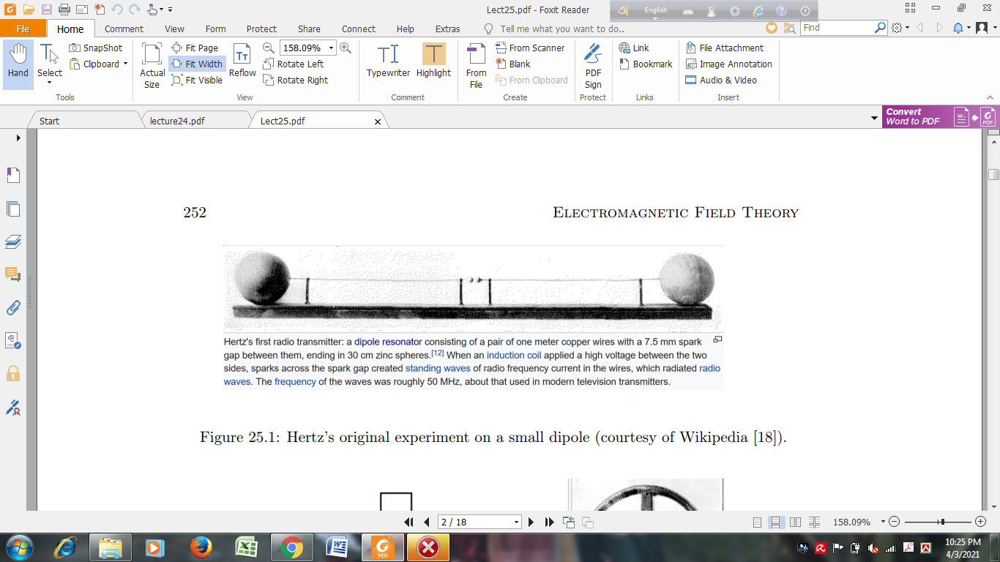 Lect25.pdf - Foxit Reader
English
File
Home
Comment
View
Form
Protect
Share
Connect
Help
Extras
Tell me what you want to do..
Find
Hand
Select
SnapShot
Clipboard
Tools
Actual Size
Fit Page
Fit Width
Fit Visible
Reflow
158.09%
Rotate Left
Rotate Right
View
Typewriter
Highlight
Comment
From File
From Scanner
Blank
From Clipboard
Create
PDF Sign
Protect
Link
Bookmark
Links
File Attachment
Image Annotation
Audio & Video
Insert
Start
lecture24.pdf
Lect25.pdf
Convert
Word to PDF
252 ELECTROMAGNETIC FIELD THEORY
Hertz's first radio transmitter: a dipole resonator consisting of a pair of one meter copper wires with a 7.5 mm spark
gap between them, ending in 30 cm zinc spheres.[12] When an induction coil applied a high voltage between the two
sides, sparks across the spark gap created standing waves of radio frequency current in the wires, which radiated radio
waves. The frequency of the waves was roughly 50 MHz, about that used in modern television transmitters.
Figure 25.1: Hertz's original experiment on a small dipole (courtesy of Wikipedia [18]).
2 / 18
158.09%
10:25 PM
4/3/2021